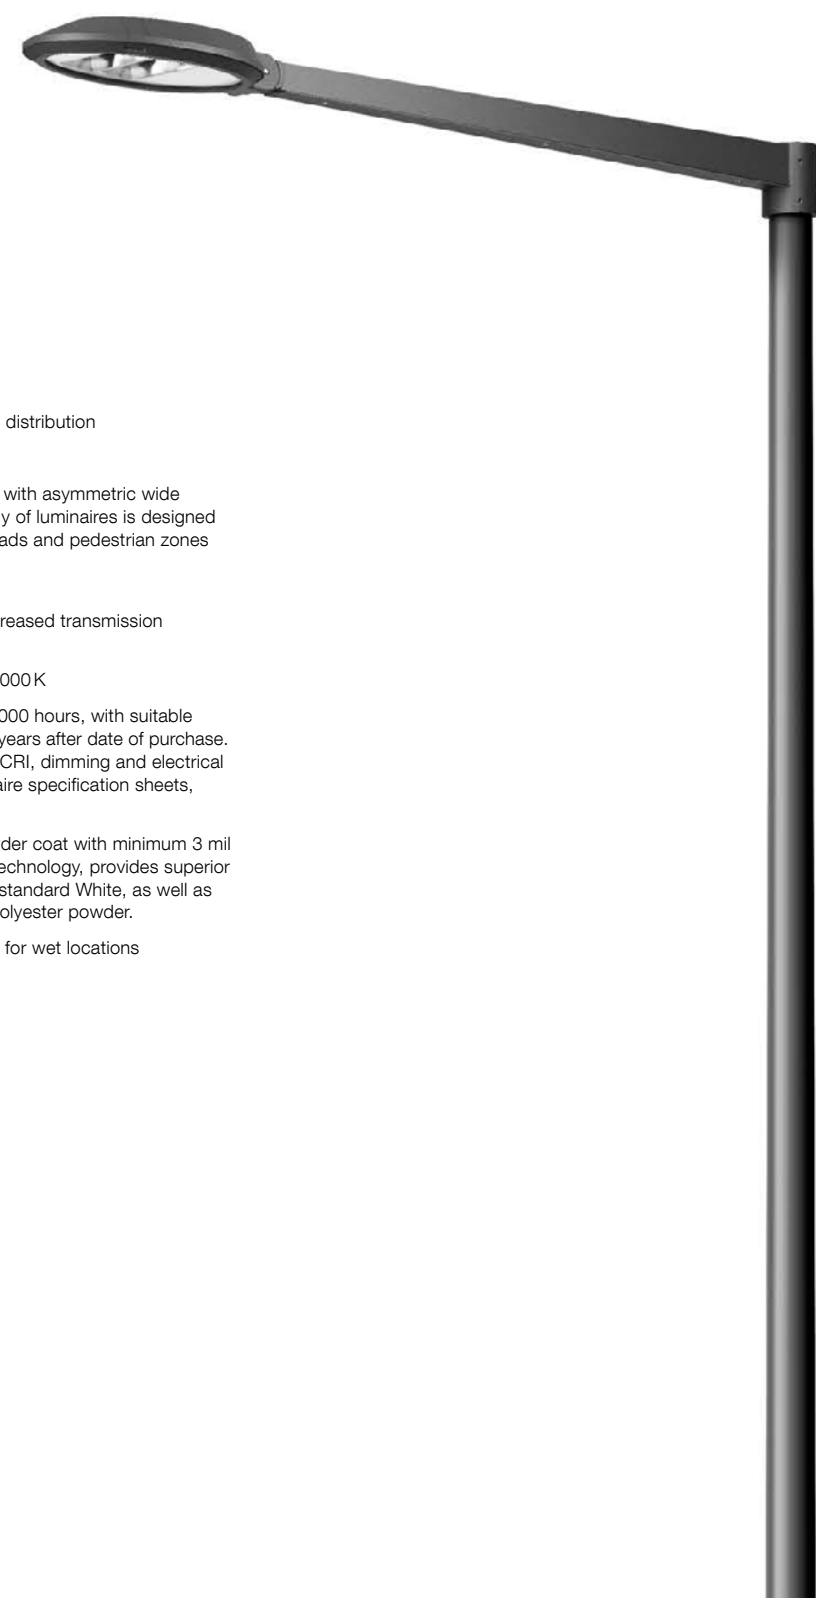 distribution
with asymmetric wide
y of luminaires is designed
ads and pedestrian zones
reased transmission
000 K
000 hours, with suitable
years after date of purchase.
CRI, dimming and electrical
aire specification sheets,
der coat with minimum 3 mil
echnology, provides superior
standard White, as well as
olyester powder.
for wet locations